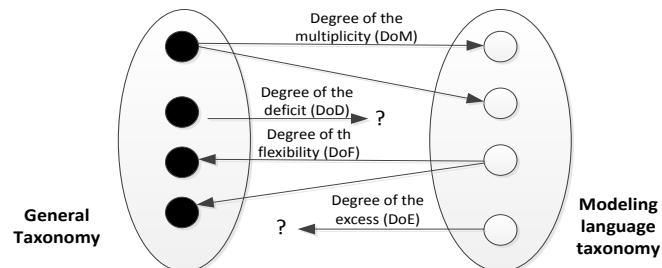 Degree of the
multiplicity (DoM)
Degree of the
deficit (DoD)
?
Degree of th
flexibility (DoF)
Degree of the
excess (DoE)
?
General
Taxonomy
Modeling
language
taxonomy